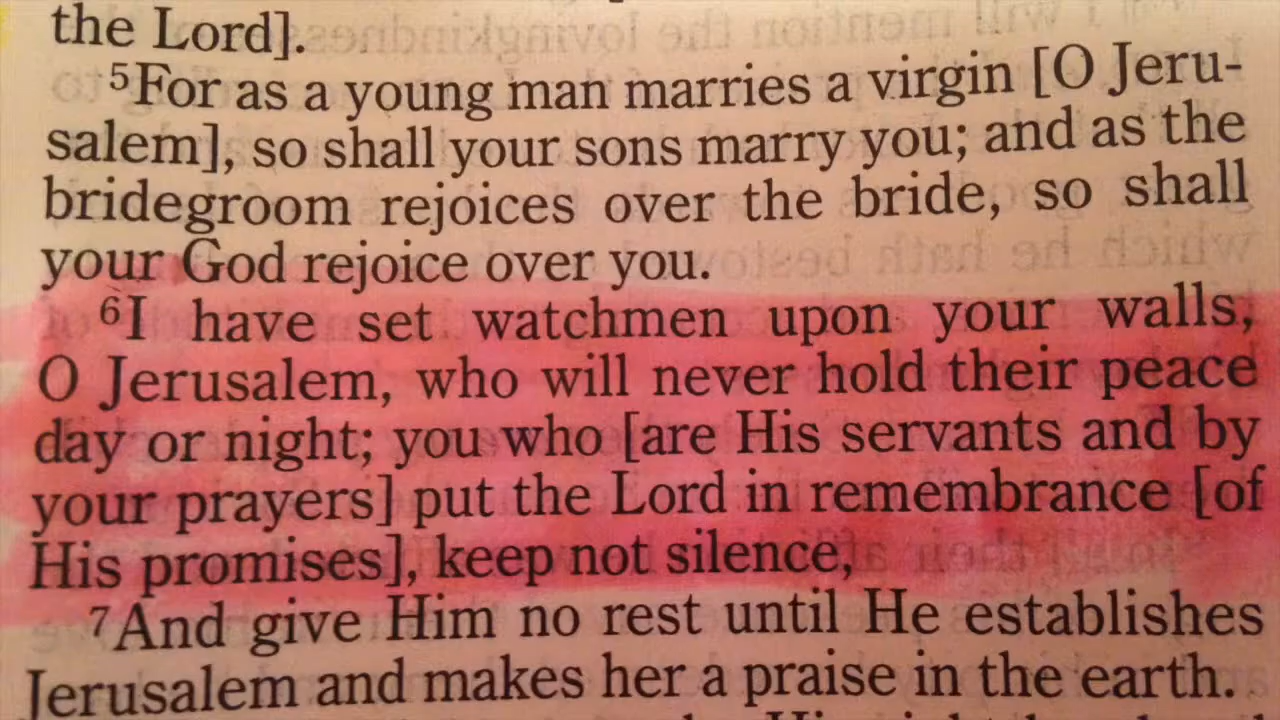 the Lord].
5For as a young man marries a virgin [O Jeru-
salem], so shall your sons marry you; and as the
bridegroom rejoices over the bride, so shall
your God rejoice over you.
6I have set watchmen upon your walls,
O Jerusalem, who will never hold their peace
day or night; you who [are His servants and by
your prayers] put the Lord in remembrance [of
His promises], keep not silence,
7And give Him no rest until He establishes
Jerusalem and makes her a praise in the earth.